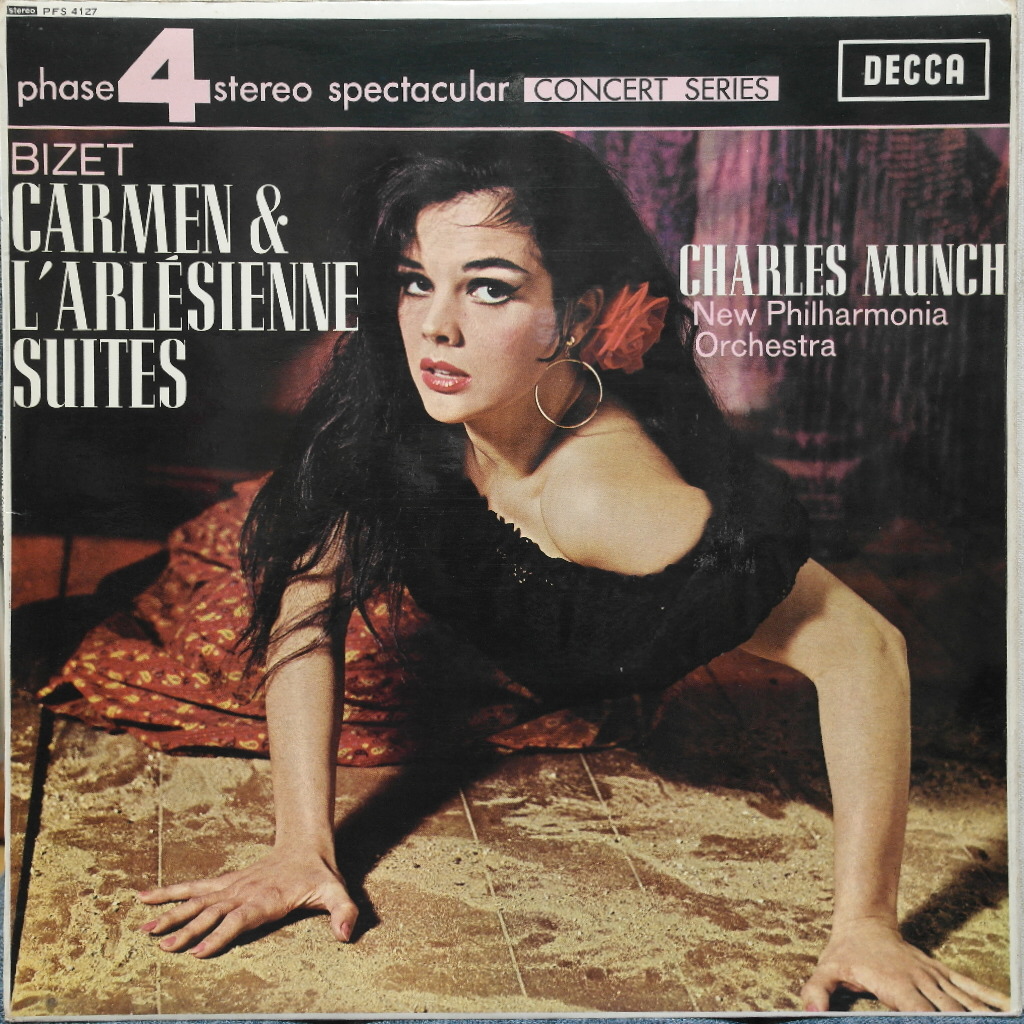 stereo PFS 4127
phase 4 stereo spectacular CONCERT SERIES
DECCA
BIZET
CARMEN &
L'ARLÉSIENNE
SUITES
CHARLES MUNCH
New Philharmonia
Orchestra